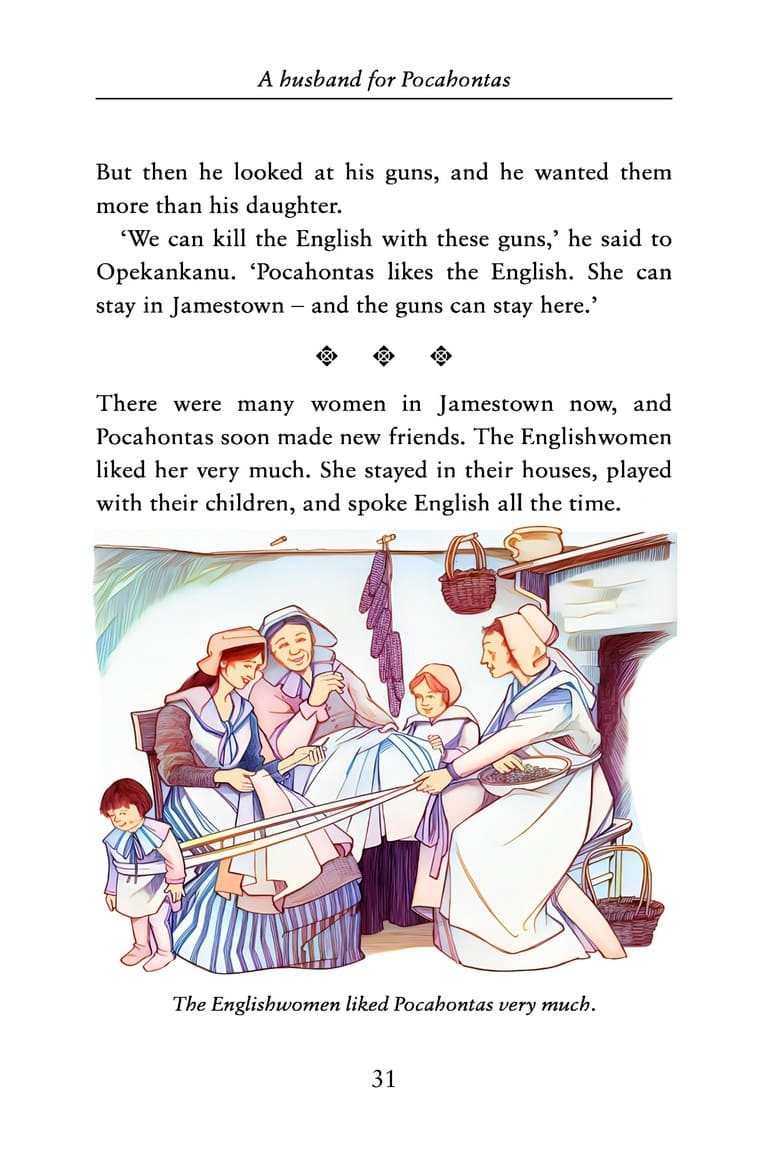 A husband for Pocahontas
But then he looked at his guns, and he wanted them
more than his daughter.
‘We can kill the English with these guns,’ he said to
Opekankanu. ‘Pocahontas likes the English. She can
stay in Jamestown – and the guns can stay here.’
There were many women in Jamestown now, and
Pocahontas soon made new friends. The Englishwomen
liked her very much. She stayed in their houses, played
with their children, and spoke English all the time.
The Englishwomen liked Pocahontas very much.
31